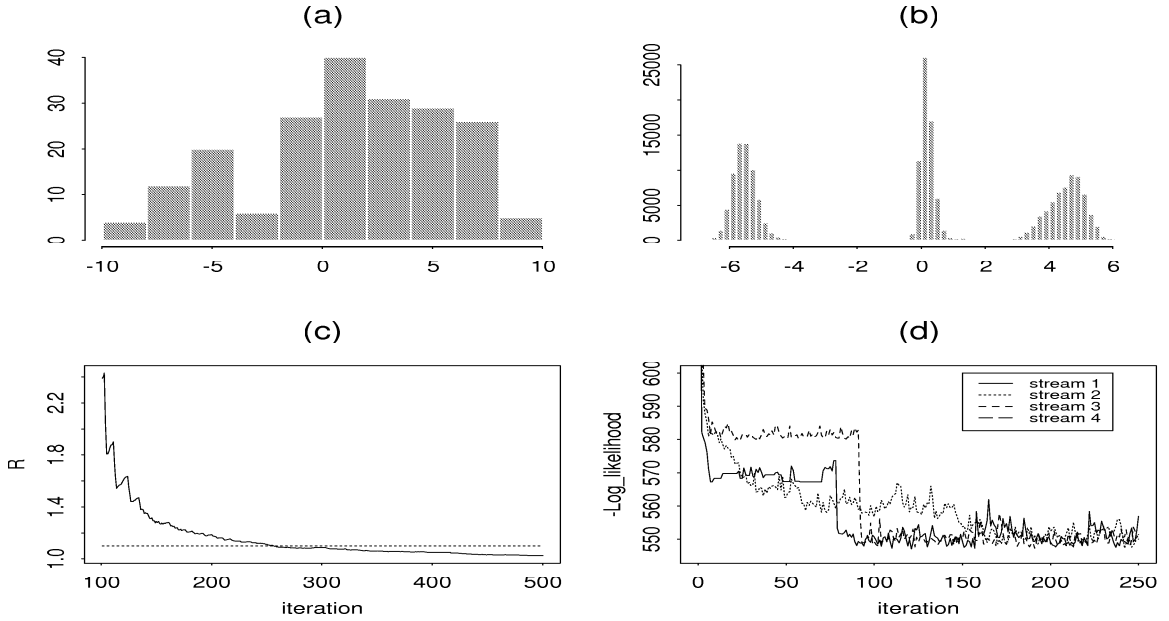 (a)
40
30
20
10
0
-10 -5 0 5 10
(b)
25000
15000
5000
0
-6 -4 -2 0 2 4 6
(c)
2.2
1.8
1.4
1.0
R
100 200 300 400 500
iteration
(d)
600
590
580
570
560
550
-Log_likelihood
stream 1
stream 2
stream 3
stream 4
0 50 100 150 200 250
iteration